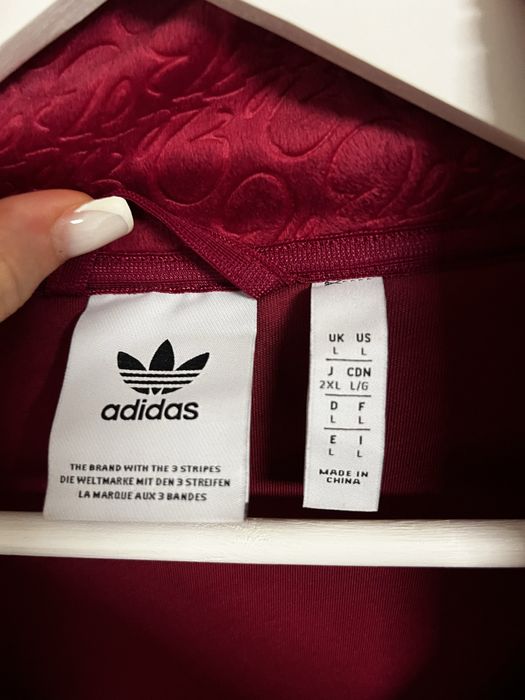 adidas
THE BRAND WITH THE 3 STRIPES
DIE WELTMARKE MIT DEN 3 STREIFEN
LA MARQUE AUX 3 BANDES
UK US
L L
J CDN
2XL L/G
D F
L L
E I
L L
MADE IN
CHINA